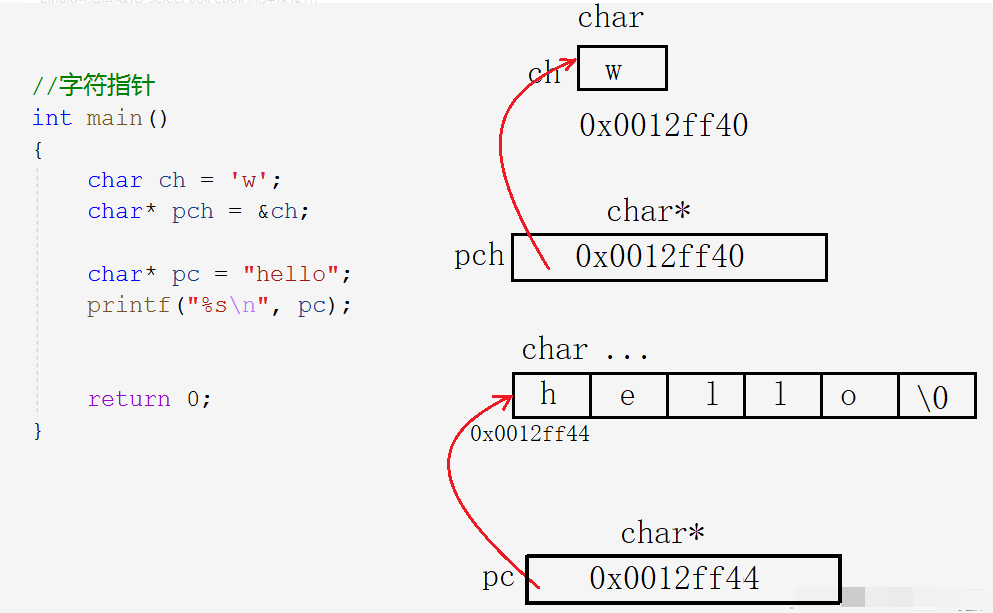 //字符指针
int main()
{
char ch = 'w';
char* pch = &ch;
char* pc = "hello";
printf("%s\n", pc);
return 0;
}
char
ch w
0x0012ff40
char*
pch 0x0012ff40
char ...
h e l l o \0
0x0012ff44
char*
pc 0x0012ff44